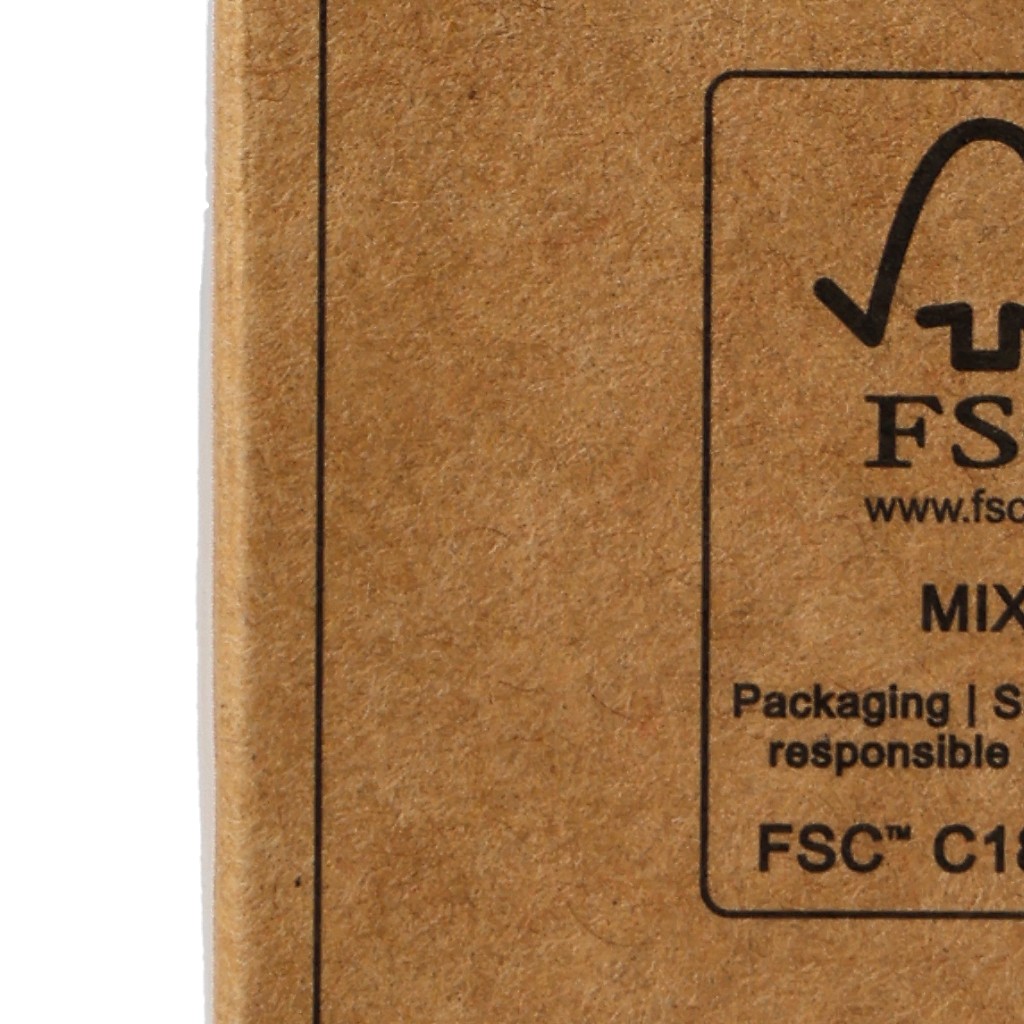 FS
www.fsc
MIX
Packaging | S
responsible
FSC™ C18